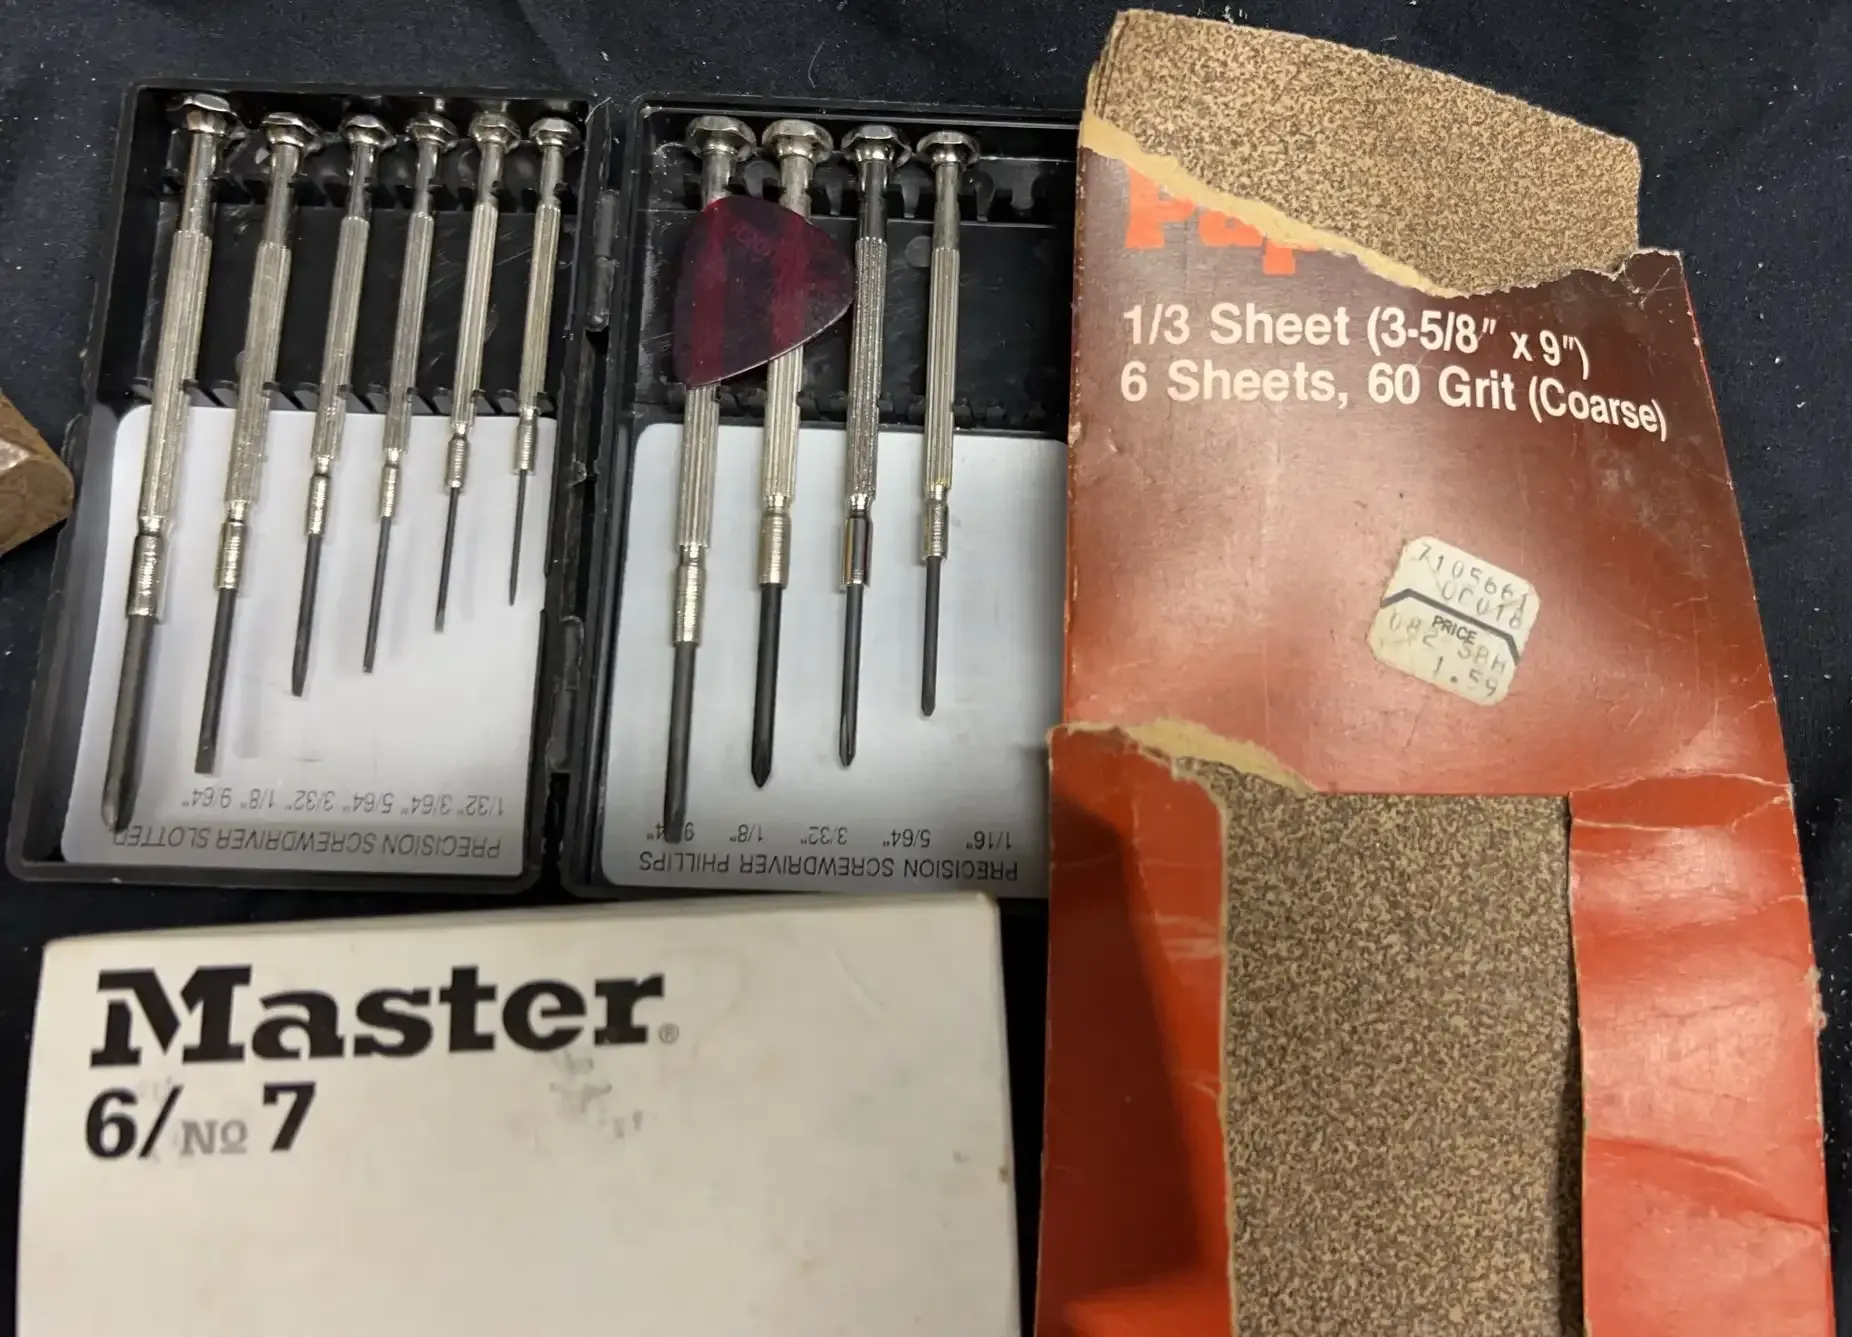 1/32" 3/64" 5/64" 3/32" 1/8" 9/64"
PRECISION SCREWDRIVER SLOTTED
1/16" 5/64" 3/32" 1/8"
PRECISION SCREWDRIVER PHILLIPS
1/3 Sheet (3-5/8" x 9")
6 Sheets, 60 Grit (Coarse)
7105661
PRICE
1.59
Master®
6/No 7